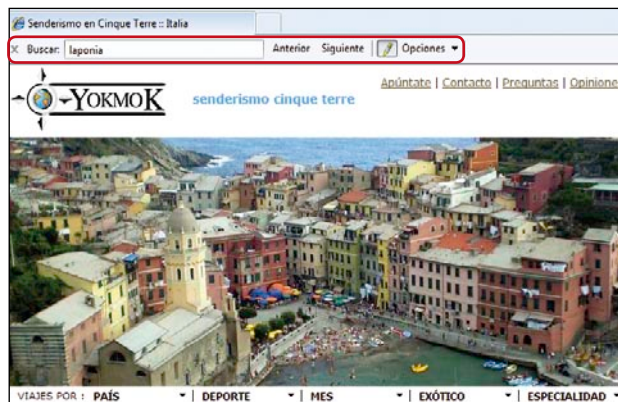 Senderismo en Cinque Terre :: Italia
x Buscar: laponia Anterior Siguiente Opciones
Apúntate | Contacto | Preguntas | Opinione
YOKMOK senderismo cinque terre
VIAJES POR : PAÍS | DEPORTE | MES | EXÓTICO | ESPECIALIDAD